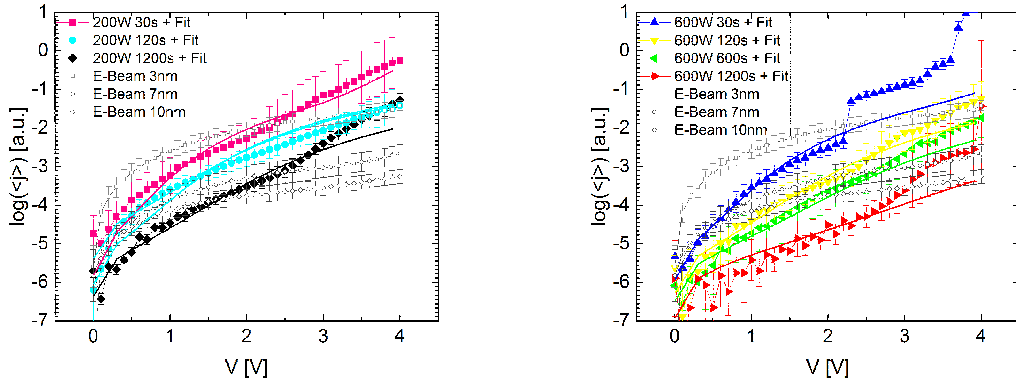 200W 30s + Fit
200W 120s + Fit
200W 1200s + Fit
E-Beam 3nm
E-Beam 7nm
E-Beam 10nm
1
0
-1
-2
-3
-4
-5
-6
-7
log(<j>) [a.u.]
0 1 2 3 4
V [V]
600W 30s + Fit
600W 120s + Fit
600W 600s + Fit
600W 1200s + Fit
E-Beam 3nm
E-Beam 7nm
E-Beam 10nm
1
0
-1
-2
-3
-4
-5
-6
-7
log(<j>) [a.u.]
0 1 2 3 4
V [V]